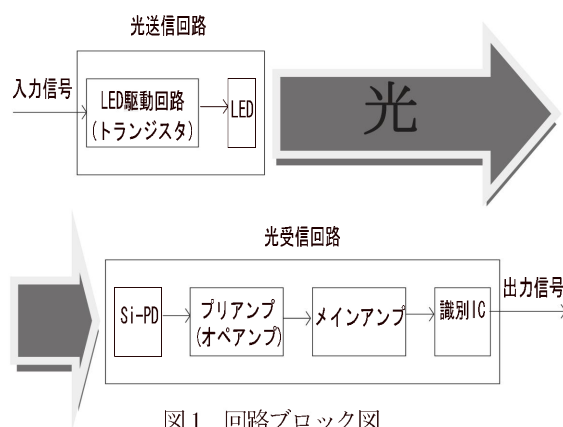 光送信回路
入力信号
LED駆動回路
(トランジスタ)
LED
光
光受信回路
Si-PD
プリアンプ
(オペアンプ)
メインアンプ
識別IC
出力信号
図1 回路ブロック図